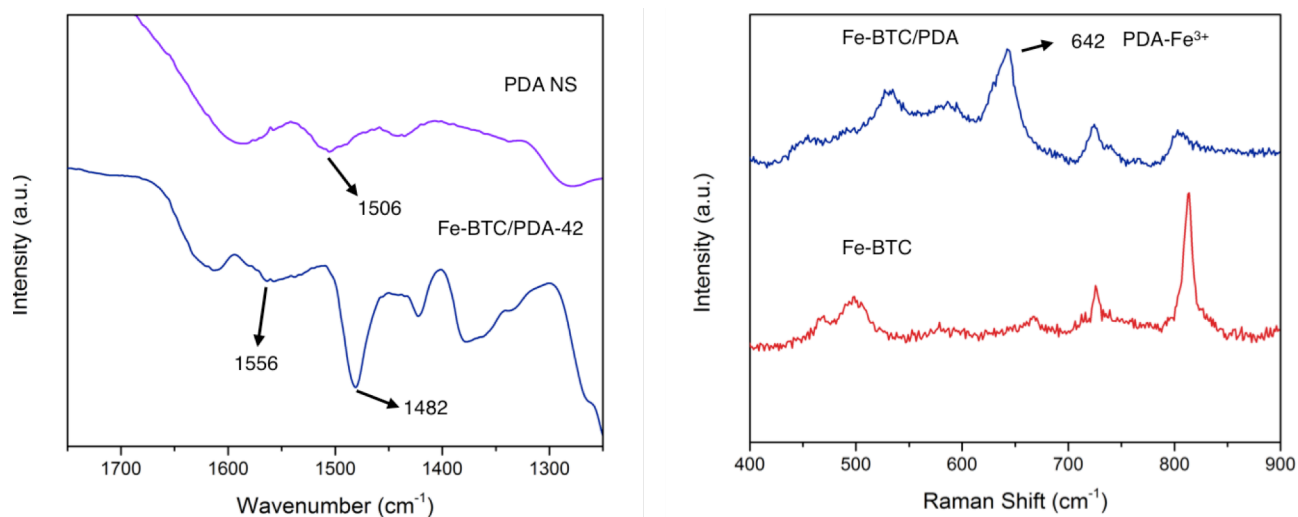 PDA NS
1506
Fe-BTC/PDA-42
1556
1482
Intensity (a.u.)
1700 1600 1500 1400 1300
Wavenumber (cm⁻¹)
Fe-BTC/PDA
642 PDA-Fe³⁺
Fe-BTC
Intensity (a.u.)
400 500 600 700 800 900
Raman Shift (cm⁻¹)